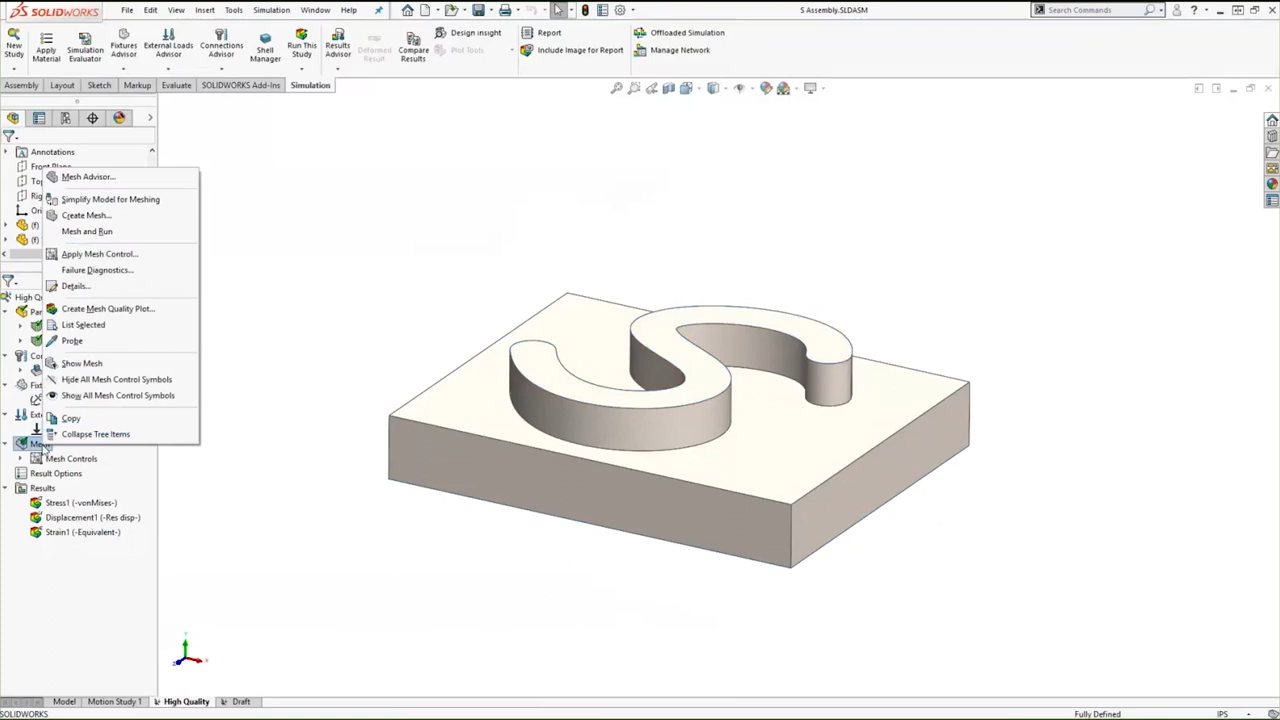 SOLIDWORKS
File Edit View Insert Tools Simulation Window Help
S Assembly.SLDASM
Search Commands
New Study
Apply Material
Simulation Evaluator
Fixtures Advisor
External Loads Advisor
Connections Advisor
Shell Manager
Run This Study
Results Advisor
Deformed Result
Compare Results
Design Insight
Plot Tools
Report
Include Image for Report
Offloaded Simulation
Manage Network
Assembly Layout Sketch Markup Evaluate SOLIDWORKS Add-Ins Simulation
Annotations
Front Plane
Mesh Advisor...
Simplify Model for Meshing
Create Mesh...
Mesh and Run
Apply Mesh Control...
Failure Diagnostics...
Details...
Create Mesh Quality Plot...
List Selected
Probe
Show Mesh
Hide All Mesh Control Symbols
Show All Mesh Control Symbols
Copy
Collapse Tree Items
Mesh Controls
Result Options
Results
Stress1 (-vonMises-)
Displacement1 (-Res disp-)
Strain1 (-Equivalent-)
Model Motion Study 1 High Quality Draft
SOLIDWORKS
Fully Defined
IPS